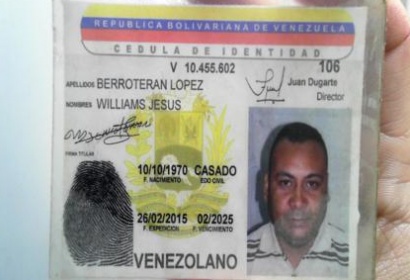 REPUBLICA BOLIVARIANA DE VENEZUELA
CEDULA DE IDENTIDAD
V 10.455.602 106
APELLIDOS BERROTERAN LOPEZ
Juan Dugarte
NOMBRES WILLIAMS JESUS
Director
FIRMA TITULAR
10/10/1970 CASADO
F. NACIMIENTO EDO CIVIL
26/02/2015 02/2025
F. EXPEDICION F. VENCIMIENTO
VENEZOLANO